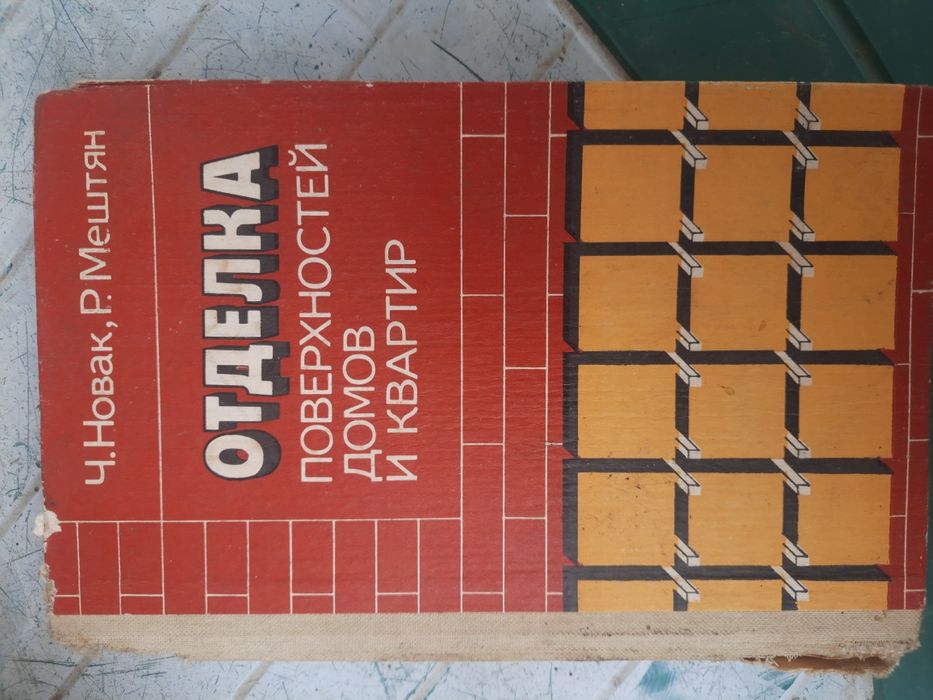 Ч. Новак, Р. Мештян
ОТДЕЛКА
ПОВЕРХНОСТЕЙ
ДОМОВ
И КВАРТИР